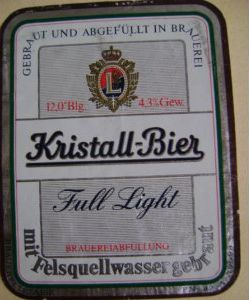 GEBRAUT UND ABGEFÜLLT IN BRAUEREI
L
12,0° Blg. 4,3% Gew.
Kristall-Bier
Full Light
BRAUEREIABFÜLLUNG
mit Felsquellwasser gebraut